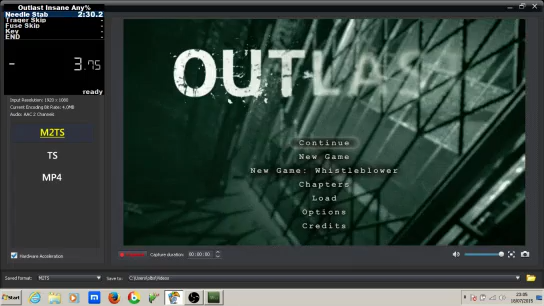 Outlast Insane Any%
Needle Stab 2:30.2
Trager Skip -
Fuse Skip -
Key -
END -
- 3.75
ready
Input Resolution: 1920 x 1080
Current Encoding Bit Rate: 4.0MB
Audio: AAC 2 Channels
M2TS
TS
MP4
Hardware Acceleration
OUTLAST
Continue
New Game
New Game: Whistleblower
Chapters
Load
Options
Credits
Capture duration: 00:00:00
Saved Format: M2TS
Save to:
Start
23:05